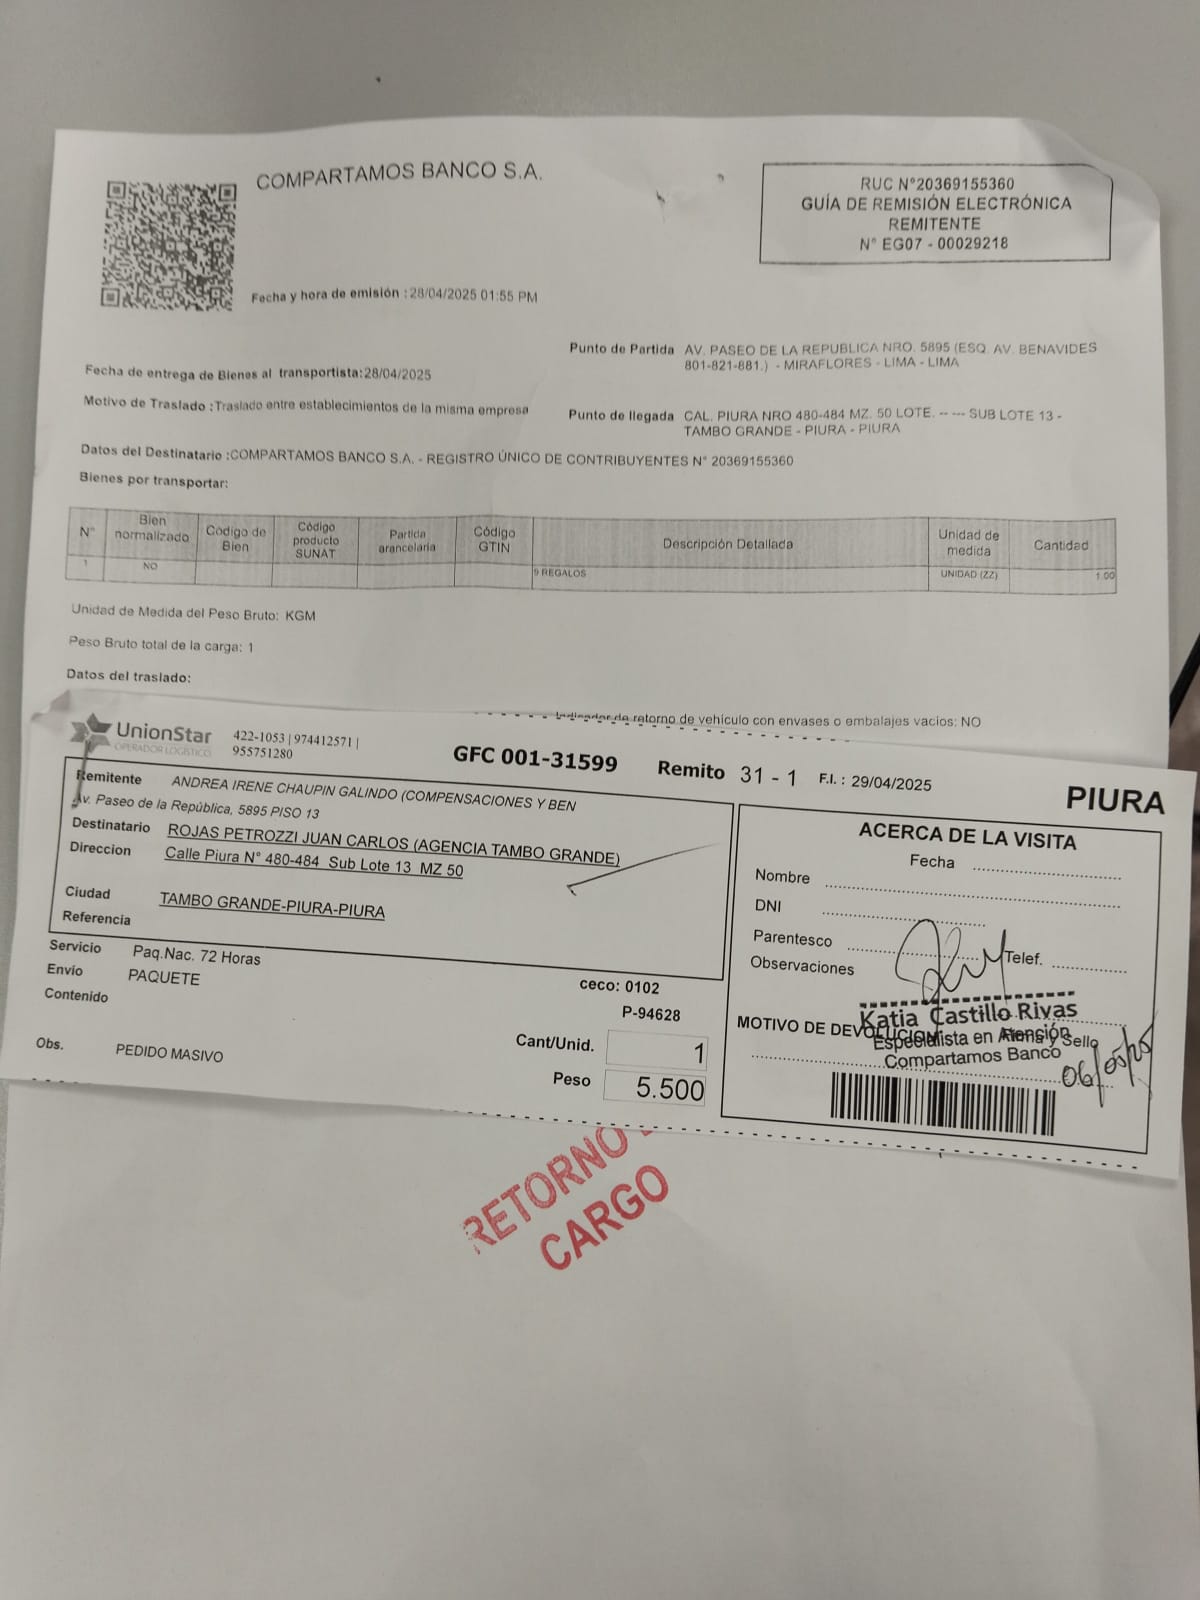 COMPARTAMOS BANCO S.A.
RUC N°20369155360
GUÍA DE REMISIÓN ELECTRÓNICA
REMITENTE
N° EG07 - 00029218
Fecha y hora de emisión : 28/04/2025 01:55 PM
Fecha de entrega de Bienes al transportista:28/04/2025
Punto de Partida AV. PASEO DE LA REPUBLICA NRO. 5895 (ESQ. AV. BENAVIDES
801-821-881.) - MIRAFLORES - LIMA - LIMA
Motivo de Traslado :Traslado entre establecimientos de la misma empresa
Punto de llegada CAL. PIURA NRO 480-484 MZ. 50 LOTE. -- --- SUB LOTE 13 -
TAMBO GRANDE - PIURA - PIURA
Datos del Destinatario :COMPARTAMOS BANCO S.A. - REGISTRO ÚNICO DE CONTRIBUYENTES N° 20369155360
Bienes por transportar:
N° Bien normalizado Código de Bien Código producto SUNAT Partida arancelaria Código GTIN Descripción Detallada Unidad de medida Cantidad
1 NO 9 REGALOS UNIDAD (ZZ) 1.00
Unidad de Medida del Peso Bruto: KGM
Peso Bruto total de la carga: 1
Datos del traslado:
Indicador de retorno de vehículo con envases o embalajes vacios: NO
UnionStar
OPERADOR LOGISTICO
422-1053 | 974412571 |
955751280
GFC 001-31599 Remito 31 - 1 F.I. : 29/04/2025
PIURA
Remitente ANDREA IRENE CHAUPIN GALINDO (COMPENSACIONES Y BEN
Av. Paseo de la República, 5895 PISO 13
Destinatario ROJAS PETROZZI JUAN CARLOS (AGENCIA TAMBO GRANDE)
Direccion Calle Piura N° 480-484 Sub Lote 13 MZ 50
Ciudad TAMBO GRANDE-PIURA-PIURA
Referencia
Servicio Paq.Nac. 72 Horas
Envío PAQUETE
Contenido
ceco: 0102
P-94628
Cant/Unid. 1
Peso 5.500
Obs. PEDIDO MASIVO
ACERCA DE LA VISITA
Fecha
Nombre
DNI
Parentesco
Telef.
Observaciones
Katia Castillo Rivas
MOTIVO DE DEVOLUCION
Firma y Sello
Especialista en Atención
Compartamos Banco
06/05/25
RETORNO
CARGO